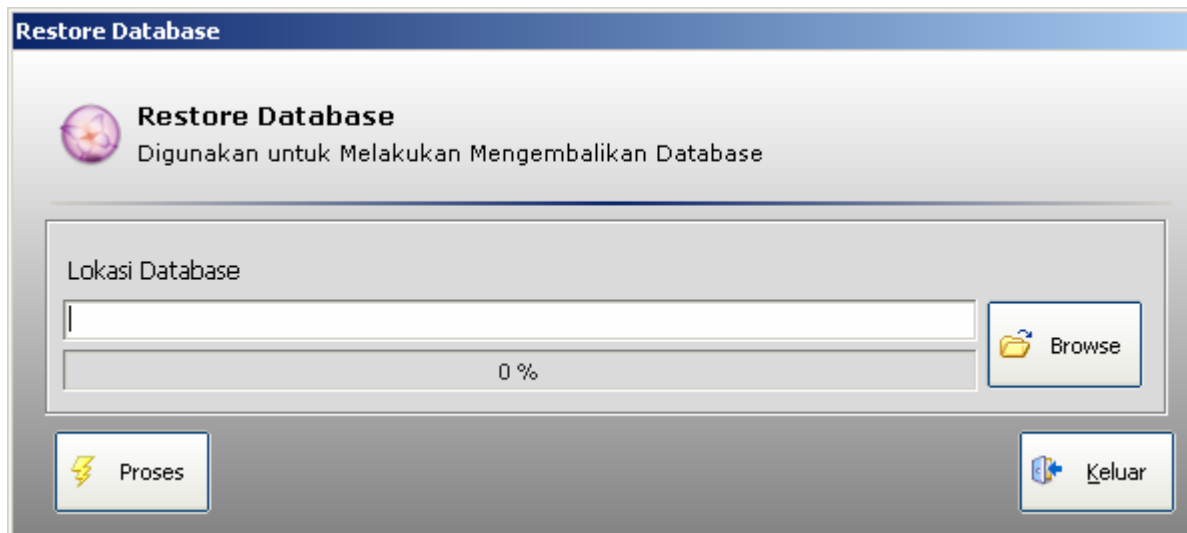 Restore Database
Restore Database
Digunakan untuk Melakukan Mengembalikan Database
Lokasi Database
Browse
0 %
Proses
Keluar